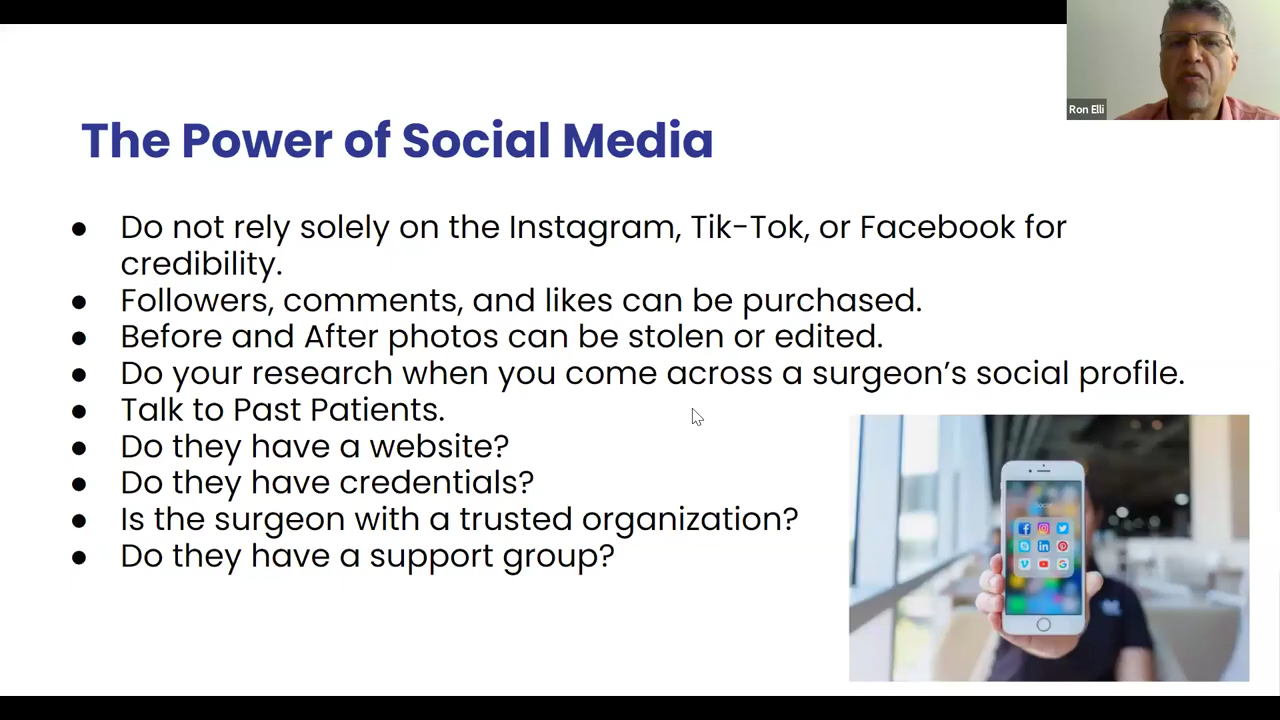 Ron Elli
The Power of Social Media
● Do not rely solely on the Instagram, Tik-Tok, or Facebook for
credibility.
● Followers, comments, and likes can be purchased.
● Before and After photos can be stolen or edited.
● Do your research when you come across a surgeon’s social profile.
● Talk to Past Patients.
● Do they have a website?
● Do they have credentials?
● Is the surgeon with a trusted organization?
● Do they have a support group?